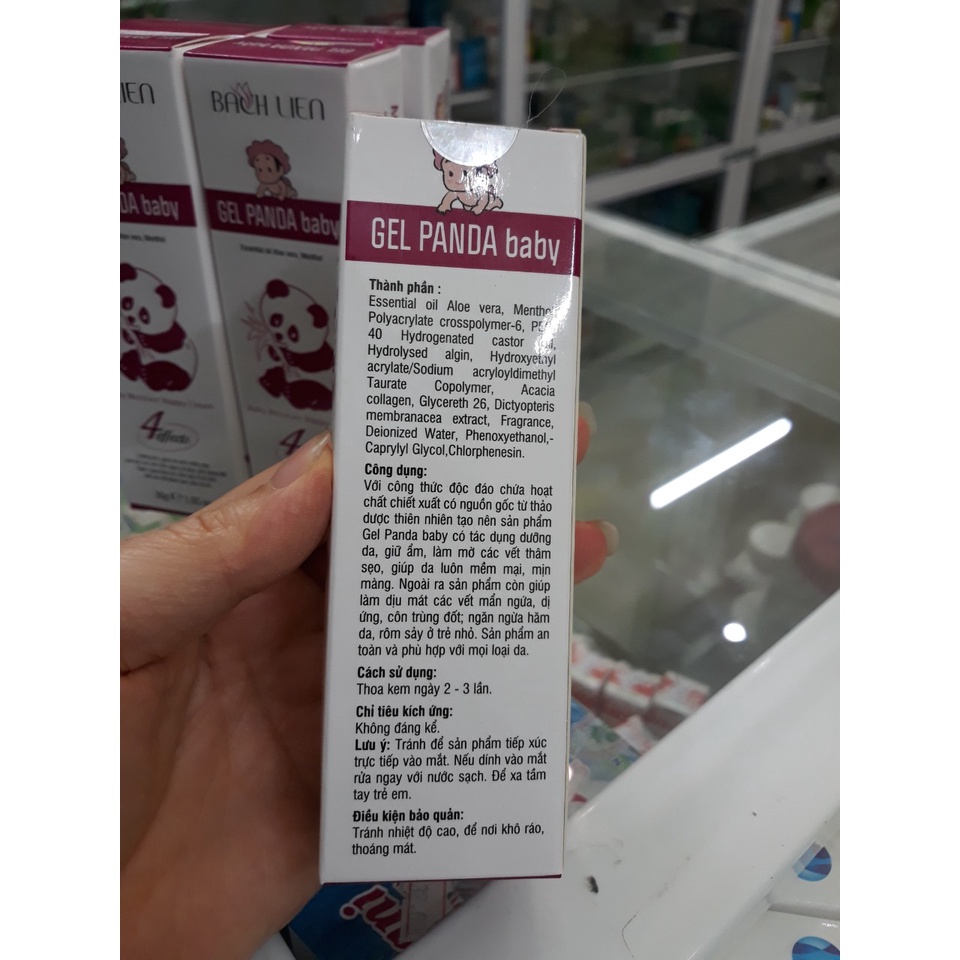 IEN
BẠCH LIEN
DA baby
GEL PANDA baby
4 effects
GEL PANDA baby
Thành phần :
Essential oil Aloe vera, Menthol
Polyacrylate crosspolymer-6,
40 Hydrogenated castor
Hydrolysed algin, Hydroxyethyl
acrylate/Sodium acryloyldimethyl
Taurate Copolymer, Acacia
collagen, Glycereth 26, Dictyopteris
membranacea extract, Fragrance,
Deionized Water, Phenoxyethanol,-
Caprylyl Glycol,Chlorphenesin.
Công dụng:
Với công thức độc đáo chứa hoạt
chất chiết xuất có nguồn gốc từ thảo
dược thiên nhiên tạo nên sản phẩm
Gel Panda baby có tác dụng dưỡng
da, giữ ẩm, làm mờ các vết thâm
sẹo, giúp da luôn mềm mại, mịn
màng. Ngoài ra sản phẩm còn giúp
làm dịu mát các vết mẩn ngứa, dị
ứng, côn trùng đốt; ngăn ngừa hăm
da, rôm sảy ở trẻ nhỏ. Sản phẩm an
toàn và phù hợp với mọi loại da.
Cách sử dụng:
Thoa kem ngày 2 - 3 lần.
Chỉ tiêu kích ứng:
Không đáng kể.
Lưu ý: Tránh để sản phẩm tiếp xúc
trực tiếp vào mắt. Nếu dính vào mắt
rửa ngay với nước sạch. Để xa tầm
tay trẻ em.
Điều kiện bảo quản:
Tránh nhiệt độ cao, để nơi khô ráo,
thoáng mát.